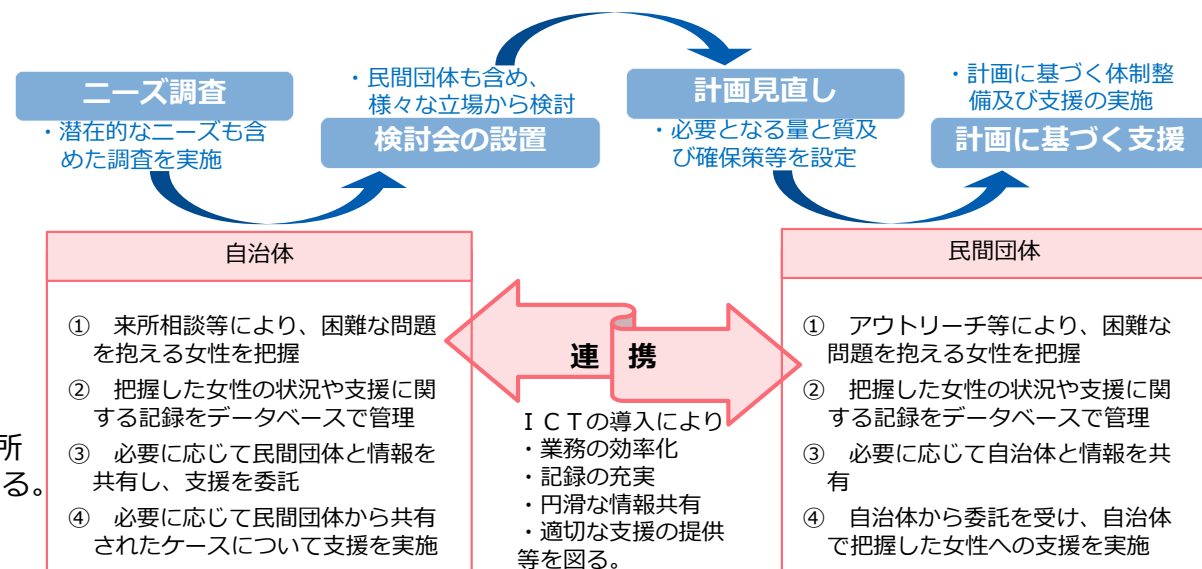 ニーズ調査
・潜在的なニーズも含
めた調査を実施
・民間団体も含め、
様々な立場から検討
検討会の設置
計画見直し
・必要となる量と質及
び確保策等を設定
・計画に基づく体制整
備及び支援の実施
計画に基づく支援
所
る。
自治体
① 来所相談等により、困難な問題
を抱える女性を把握
② 把握した女性の状況や支援に関
する記録をデータベースで管理
③ 必要に応じて民間団体と情報を
共有し、支援を委託
④ 必要に応じて民間団体から共有
されたケースについて支援を実施
連 携
ＩＣＴの導入により
・業務の効率化
・記録の充実
・円滑な情報共有
・適切な支援の提供
等を図る。
民間団体
① アウトリーチ等により、困難な
問題を抱える女性を把握
② 把握した女性の状況や支援に関
する記録をデータベースで管理
③ 必要に応じて自治体と情報を共
有
④ 自治体から委託を受け、自治体
で把握した女性への支援を実施